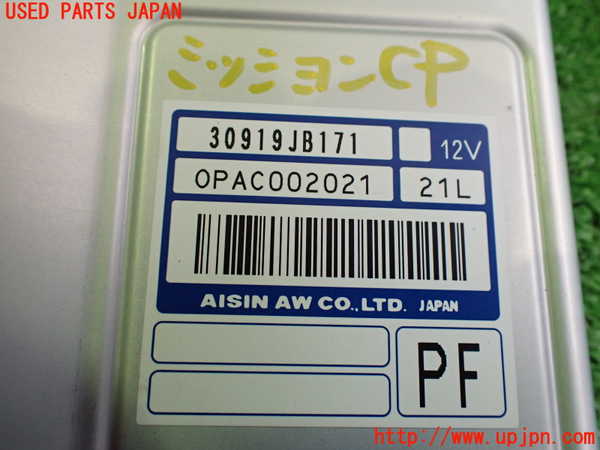 USED PARTS JAPAN
ミッションCP
30919JB171
12V
OPAC002021
21L
AISIN AW CO.,LTD. JAPAN
PF
http://www.upjpn.com